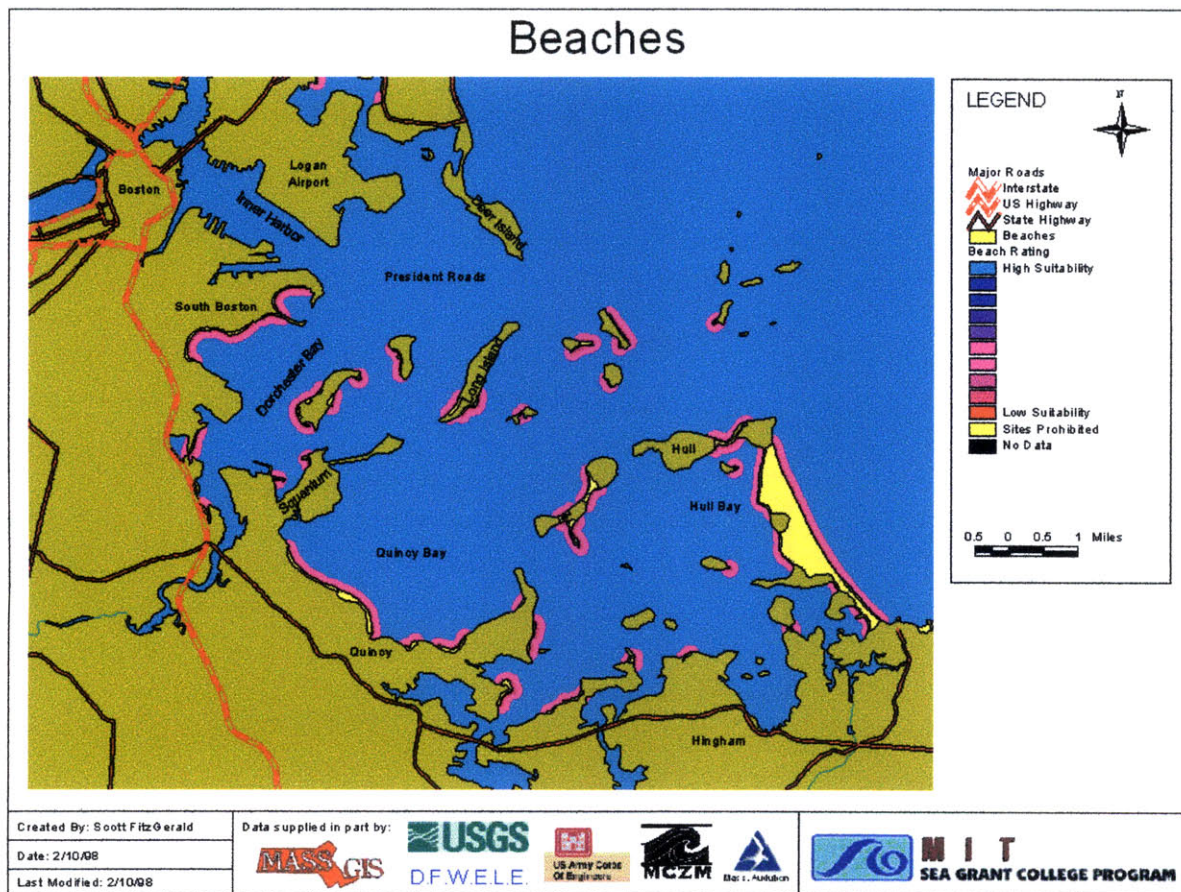 Beaches
LEGEND
N
Major Roads
Interstate
US Highway
State Highway
Beaches
Beach Rating
High Suitability
Low Suitability
Sites Prohibited
No Data
0.5 0 0.5 1 Miles
Logan
Airport
Boston
Inner Harbor
Deer Island
President Roads
South Boston
Dorchester Bay
Long Island
Hull
Squantum
Hull Bay
Quincy Bay
Quincy
Hingham
Created By: Scott FitzGerald
Date: 2/10/98
Last Modified: 2/10/98
Data supplied in part by:
MASS GIS
USGS
D.F.W.E.L.E.
US Army Corps
Of Engineers
MCZM
Mass. Audubon
MIT
SEA GRANT COLLEGE PROGRAM